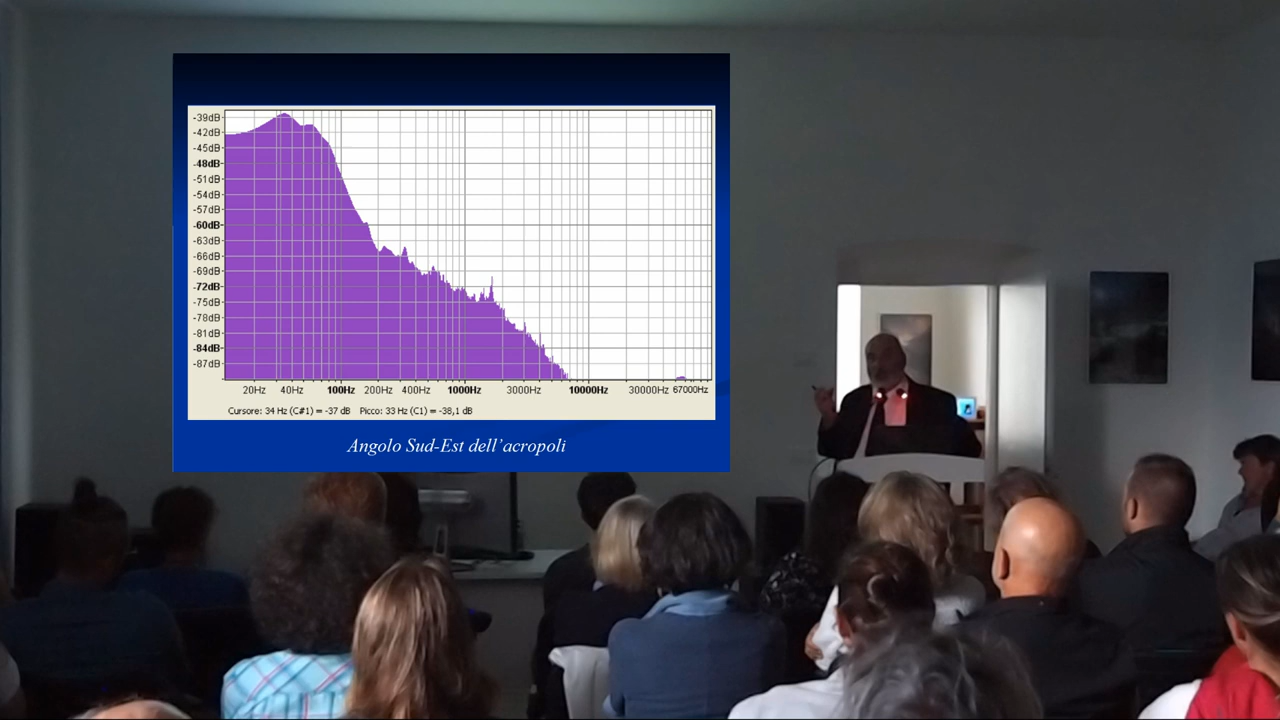 -39dB
-42dB
-45dB
-48dB
-51dB
-54dB
-57dB
-60dB
-63dB
-66dB
-69dB
-72dB
-75dB
-78dB
-81dB
-84dB
-87dB
20Hz 40Hz 100Hz 200Hz 400Hz 1000Hz 3000Hz 10000Hz 30000Hz 67000Hz
Cursore: 34 Hz (C#1) = -37 dB Picco: 33 Hz (C1) = -38,1 dB
Angolo Sud-Est dell'acropoli